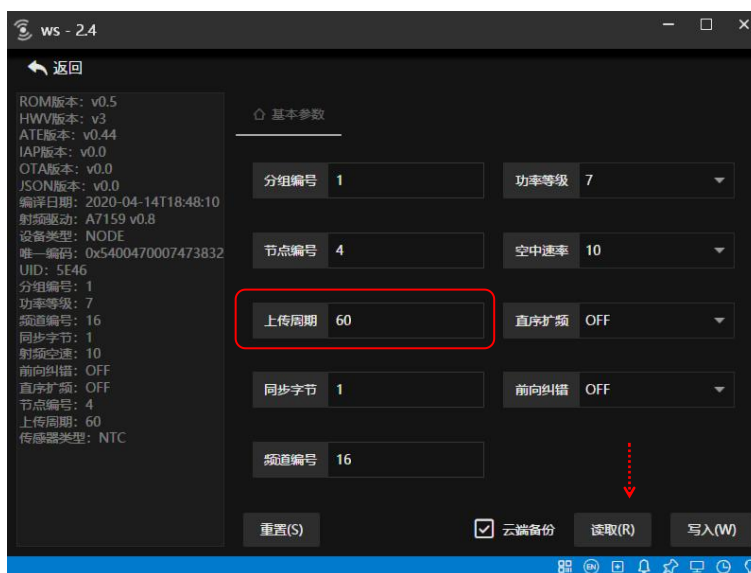 ws - 2.4
返回
ROM版本：v0.5
HWV版本：v3
ATE版本：v0.44
IAP版本：v0.0
OTA版本：v0.0
JSON版本：v0.0
编译日期：2020-04-14T18:48:10
射频驱动：A7159 v0.8
设备类型：NODE
唯一编码：0x5400470007473832
UID：5E46
分组编号：1
功率等级：7
频道编号：16
同步字节：1
射频空速：10
前向纠错：OFF
直序扩频：OFF
节点编号：4
上传周期：60
传感器类型：NTC
基本参数
分组编号 1 功率等级 7
节点编号 4 空中速率 10
上传周期 60 直序扩频 OFF
同步字节 1 前向纠错 OFF
频道编号 16
重置(S) 云端备份 读取(R) 写入(W)
EN